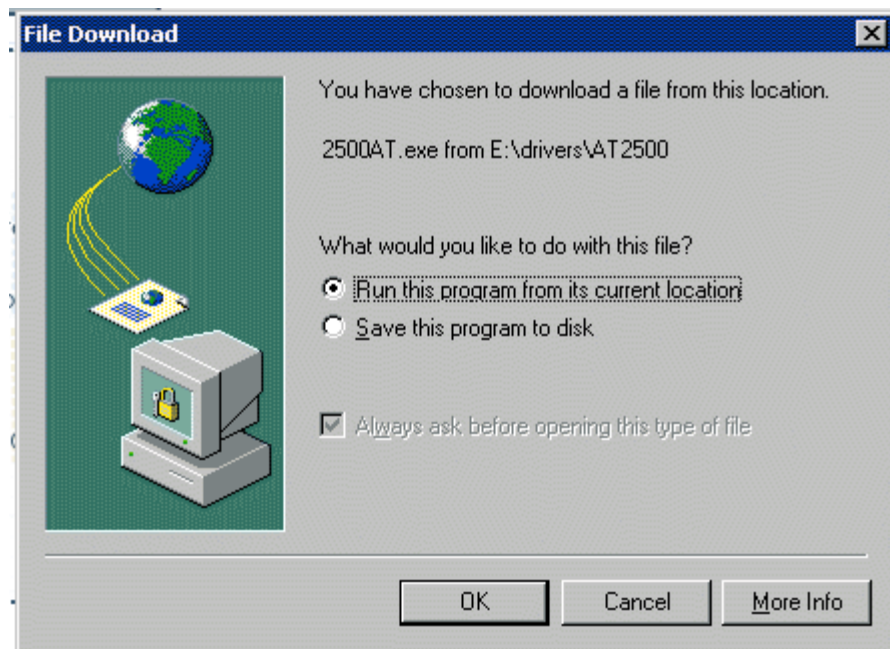 File Download
You have chosen to download a file from this location.
2500AT.exe from E:\drivers\AT2500
What would you like to do with this file?
Run this program from its current location
Save this program to disk
Always ask before opening this type of file
OK Cancel More Info